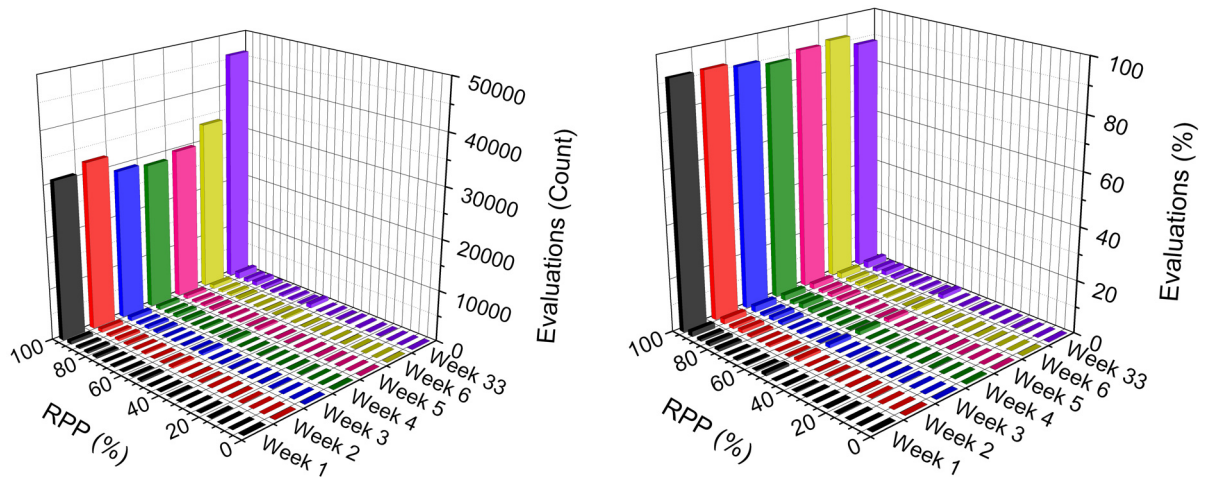 50000
40000
30000
20000
10000
0
Evaluations (Count)
100
80
60
40
20
0
RPP (%)
Week 1
Week 2
Week 3
Week 4
Week 5
Week 6
Week 33
100
80
60
40
20
0
Evaluations (%)
100
80
60
40
20
0
RPP (%)
Week 1
Week 2
Week 3
Week 4
Week 5
Week 6
Week 33